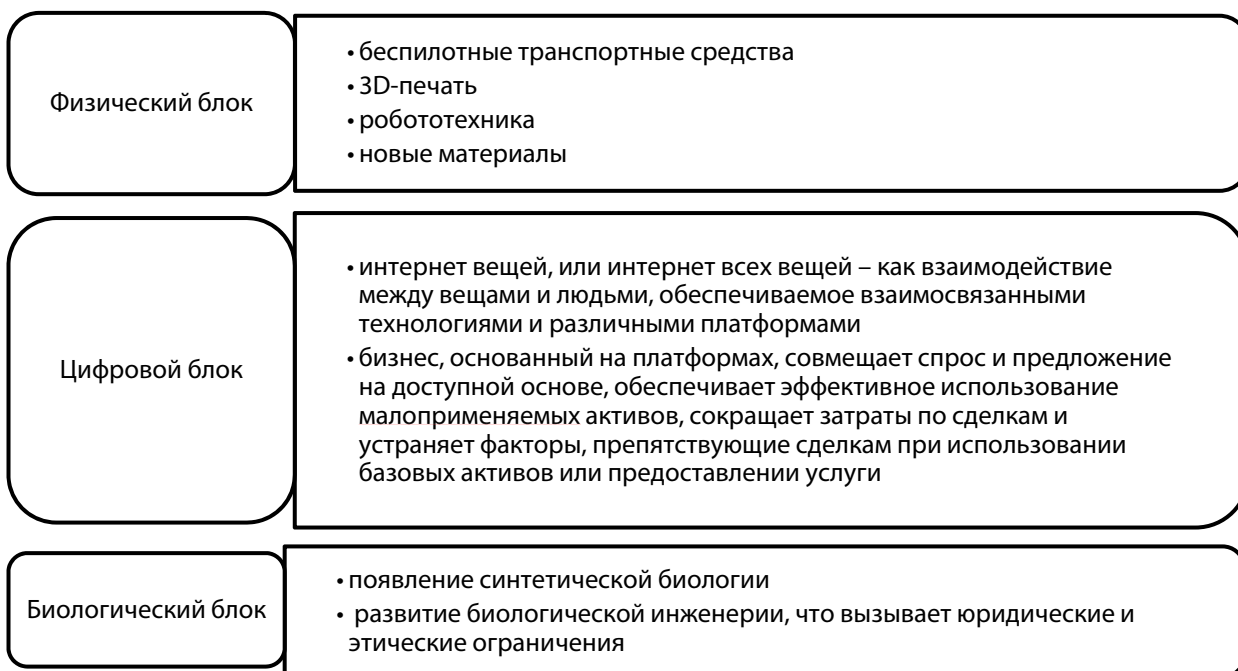 Физический блок
• беспилотные транспортные средства
• 3D-печать
• робототехника
• новые материалы
Цифровой блок
• интернет вещей, или интернет всех вещей – как взаимодействие
между вещами и людьми, обеспечиваемое взаимосвязанными
технологиями и различными платформами
• бизнес, основанный на платформах, совмещает спрос и предложение
на доступной основе, обеспечивает эффективное использование
малоприменяемых активов, сокращает затраты по сделкам и
устраняет факторы, препятствующие сделкам при использовании
базовых активов или предоставлении услуги
Биологический блок
• появление синтетической биологии
• развитие биологической инженерии, что вызывает юридические и
этические ограничения